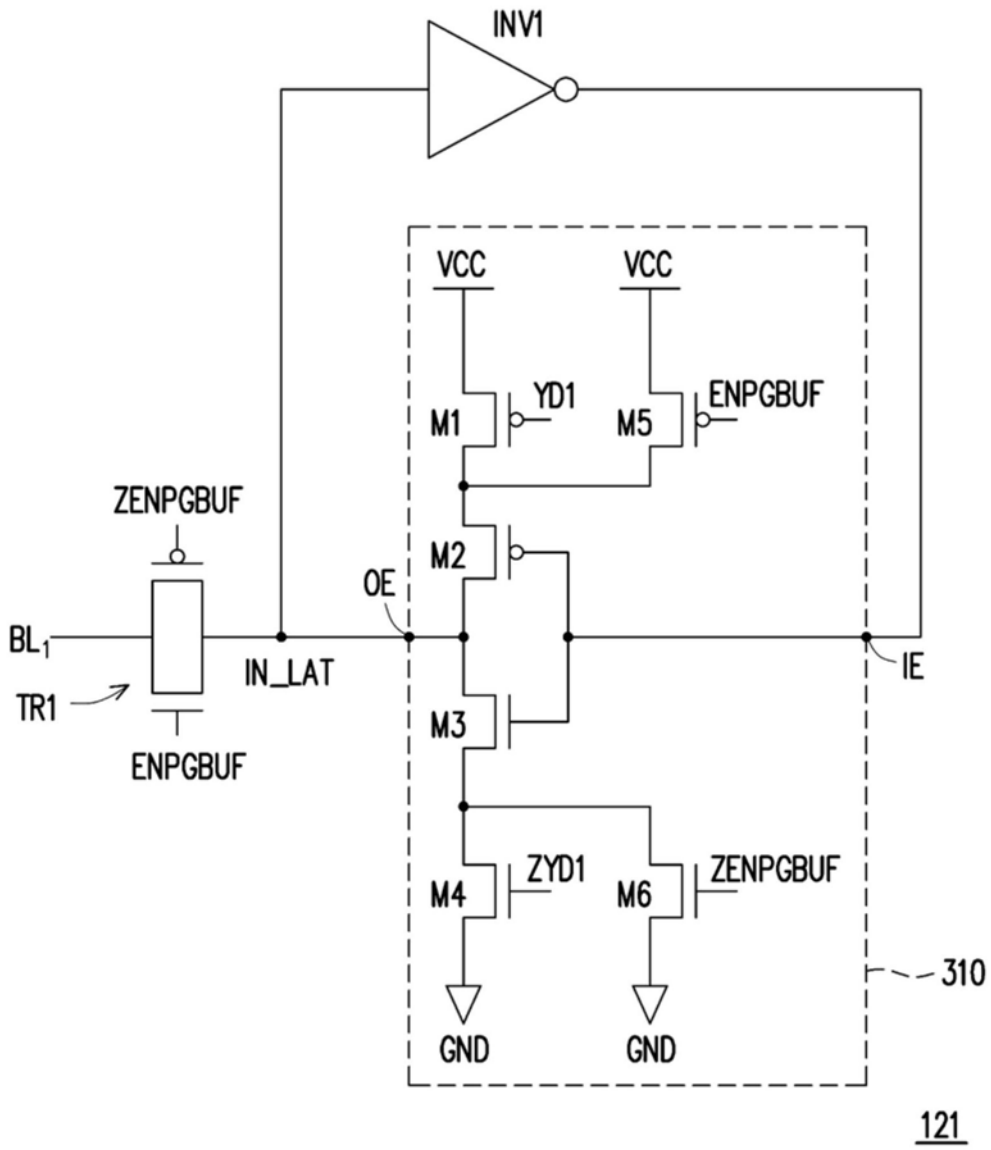 INV1
VCC
VCC
YD1
ENPGBUF
M1
M5
ZENPGBUF
M2
OE
BL1
IN_LAT
IE
TR1
M3
ENPGBUF
ZYD1
ZENPGBUF
M4
M6
310
GND
GND
121